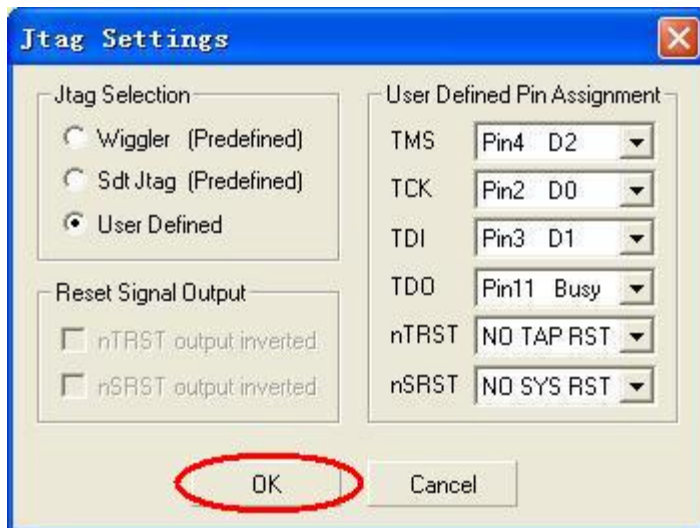 Jtag Settings
Jtag Selection
Wiggler (Predefined)
Sdt Jtag (Predefined)
User Defined
Reset Signal Output
nTRST output inverted
nSRST output inverted
User Defined Pin Assignment
TMS Pin4 D2
TCK Pin2 D0
TDI Pin3 D1
TDO Pin11 Busy
nTRST NO TAP RST
nSRST NO SYS RST
OK Cancel